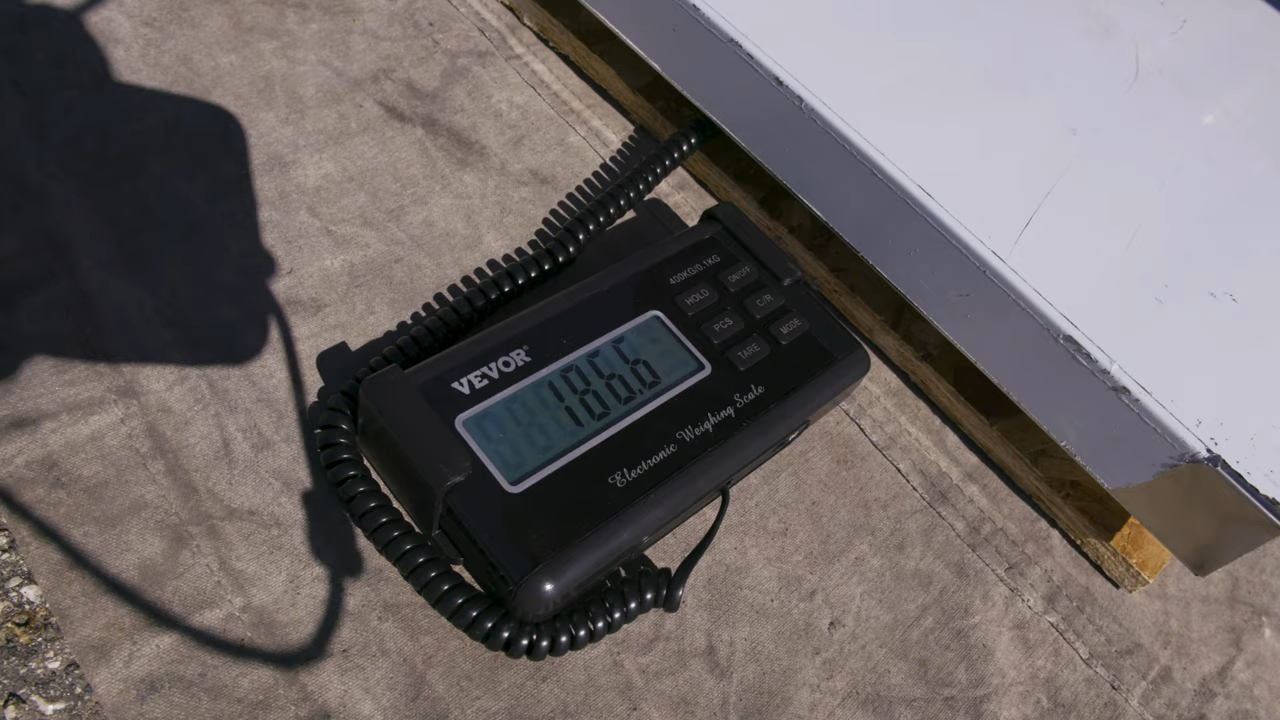 400KG/0.1KG
HOLD ON/OFF
PCS C/R
TARE MODE
VEVOR®
186.6
Electronic Weighing Scale